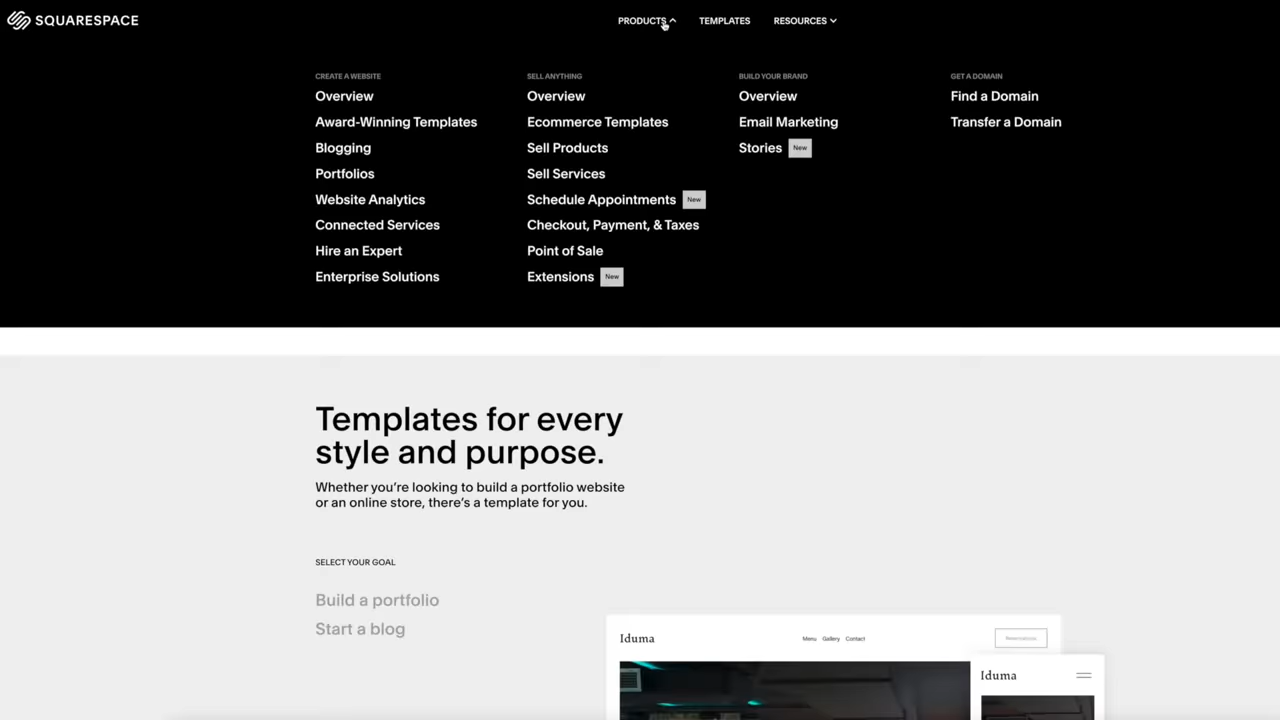 SQUARESPACE
PRODUCTS
TEMPLATES
RESOURCES
CREATE A WEBSITE
Overview
Award-Winning Templates
Blogging
Portfolios
Website Analytics
Connected Services
Hire an Expert
Enterprise Solutions
SELL ANYTHING
Overview
Ecommerce Templates
Sell Products
Sell Services
Schedule Appointments New
Checkout, Payment, & Taxes
Point of Sale
Extensions New
BUILD YOUR BRAND
Overview
Email Marketing
Stories New
GET A DOMAIN
Find a Domain
Transfer a Domain
Templates for every
style and purpose.
Whether you're looking to build a portfolio website
or an online store, there's a template for you.
SELECT YOUR GOAL
Build a portfolio
Start a blog
Iduma
Menu Gallery Contact
Reservations
Iduma